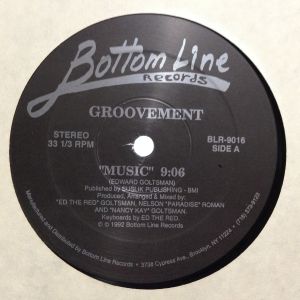 Bottom Line
Records
GROOVEMENT
STEREO
33 1/3 RPM
BLR-9016
SIDE A
"MUSIC" 9:06
(EDWARD GOLTSMAN)
Published by SUSLIK PUBLISHING - BMI
Produced, Arranged & Mixed by:
"ED THE RED" GOLTSMAN, NELSON "PARADISE" ROMAN
AND "NANCY KAY" GOLTSMAN.
Keyboards by ED THE RED.
© ℗ 1992 Bottom Line Records
Manufactured and Distributed by Bottom Line Records - 3736 Cypress Ave., Brooklyn, NY 11224 - (718)